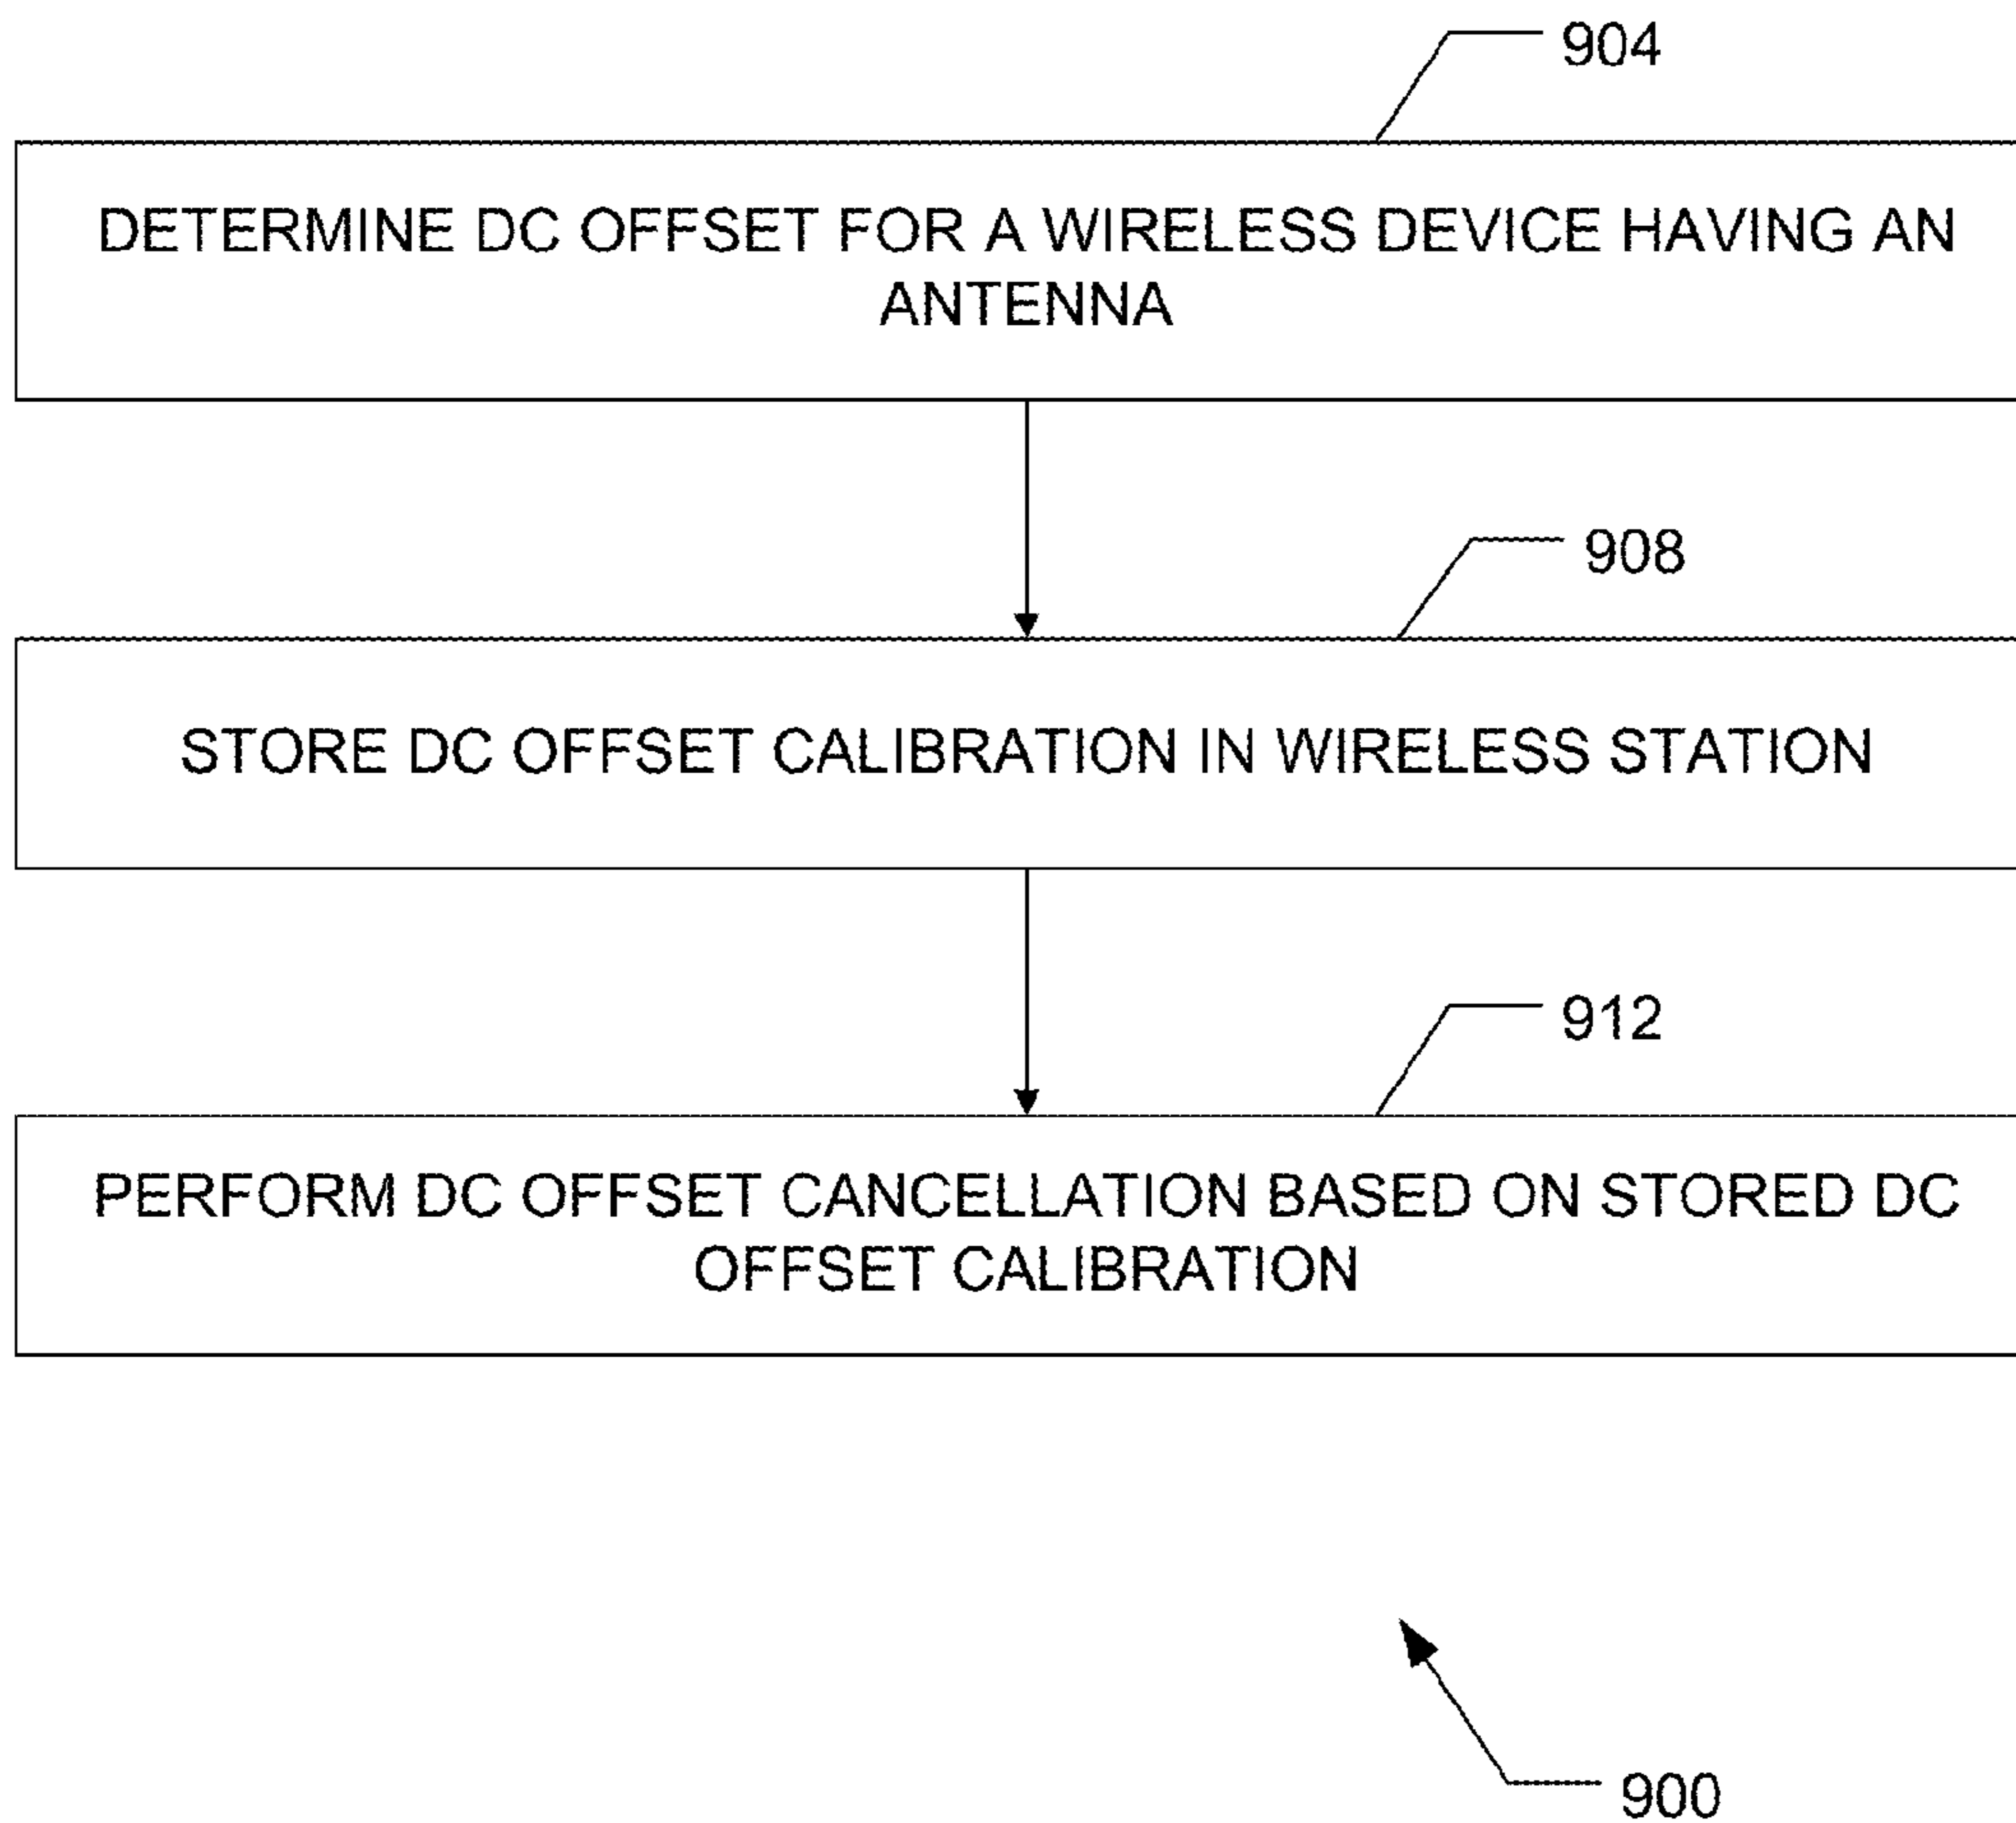 904
DETERMINE DC OFFSET FOR A WIRELESS DEVICE HAVING AN
ANTENNA
908
STORE DC OFFSET CALIBRATION IN WIRELESS STATION
912
PERFORM DC OFFSET CANCELLATION BASED ON STORED DC
OFFSET CALIBRATION
900